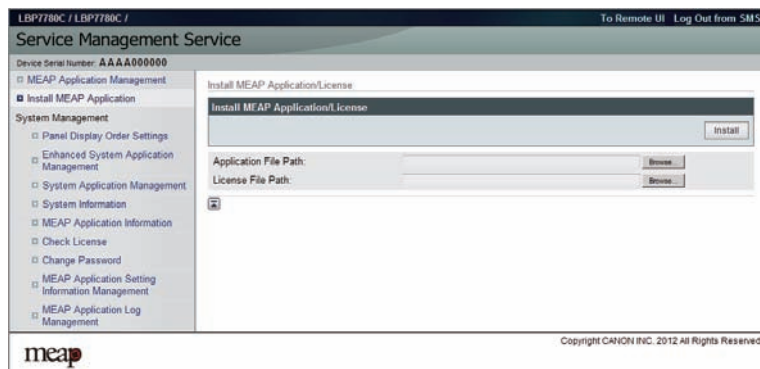 LBP7780C / LBP7780C /
To Remote UI Log Out from SMS
Service Management Service
Device Serial Number: AAAA000000
MEAP Application Management
Install MEAP Application
System Management
Panel Display Order Settings
Enhanced System Application
Management
System Application Management
System Information
MEAP Application Information
Check License
Change Password
MEAP Application Setting
Information Management
MEAP Application Log
Management
Install MEAP Application/License
Install MEAP Application/License
Install
Application File Path:
Browse...
License File Path:
Browse...
Copyright CANON INC. 2012 All Rights Reserved
meap